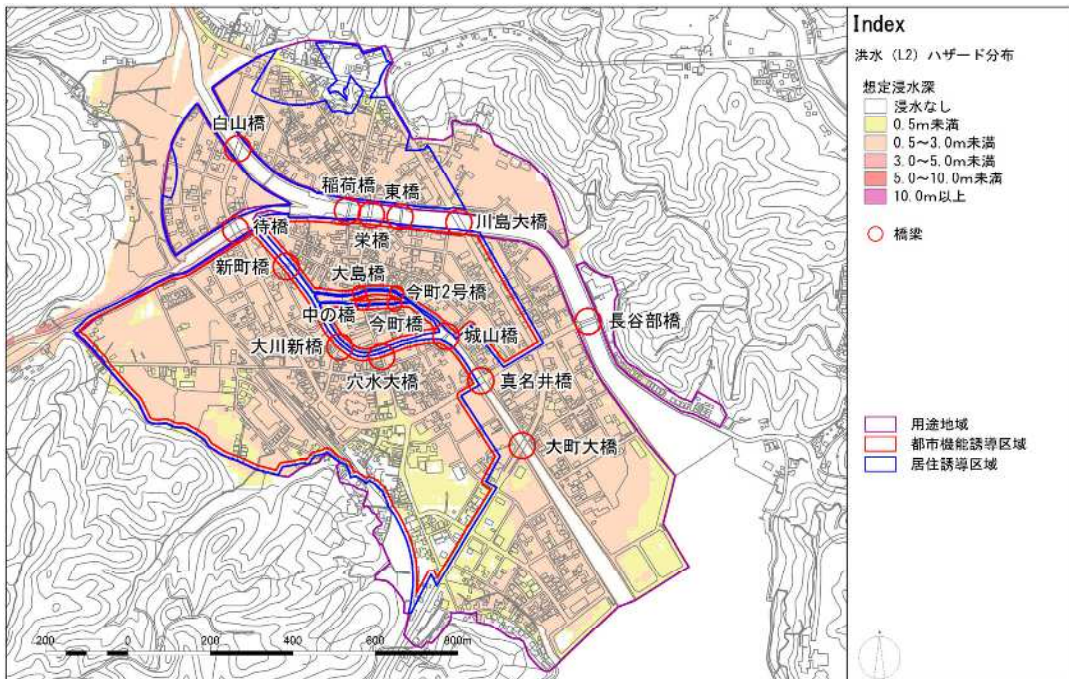 白山橋
稲荷橋
東橋
栄橋
川島大橋
待橋
新町橋
大島橋
今町2号橋
中の橋
今町橋
城山橋
長谷部橋
大川新橋
穴水大橋
真名井橋
大町大橋
200 0 200 400 600 800m
Index
洪水（L2）ハザード分布
想定浸水深
浸水なし
0.5m未満
0.5～3.0m未満
3.0～5.0m未満
5.0～10.0m未満
10.0m以上
橋梁
用途地域
都市機能誘導区域
居住誘導区域